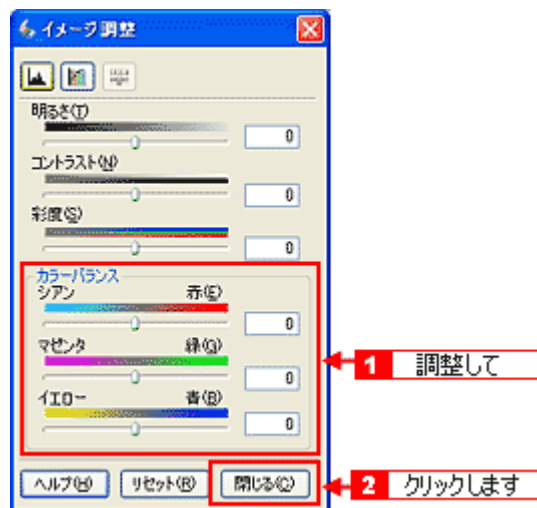 イメージ調整
明るさ(T)
0
コントラスト(N)
0
彩度(S)
0
カラーバランス
シアン 赤(E)
0
マゼンタ 緑(G)
0
イエロー 青(B)
0
1 調整して
ヘルプ(H) リセット(R) 閉じる(C)
2 クリックします